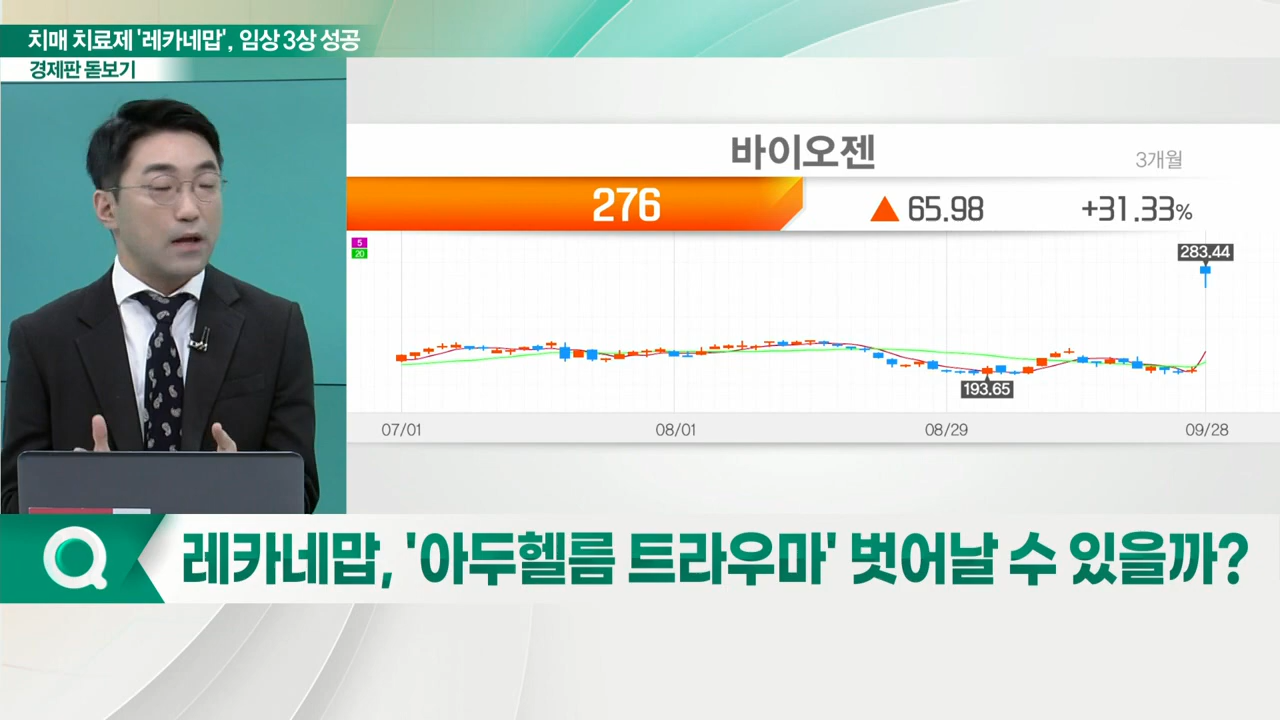 치매 치료제 '레카네맙', 임상 3상 성공
경제판 돋보기
바이오젠
3개월
276
▲ 65.98
+31.33%
5
20
283.44
193.65
07/01
08/01
08/29
09/28
Q
레카네맙, '아두헬름 트라우마' 벗어날 수 있을까?